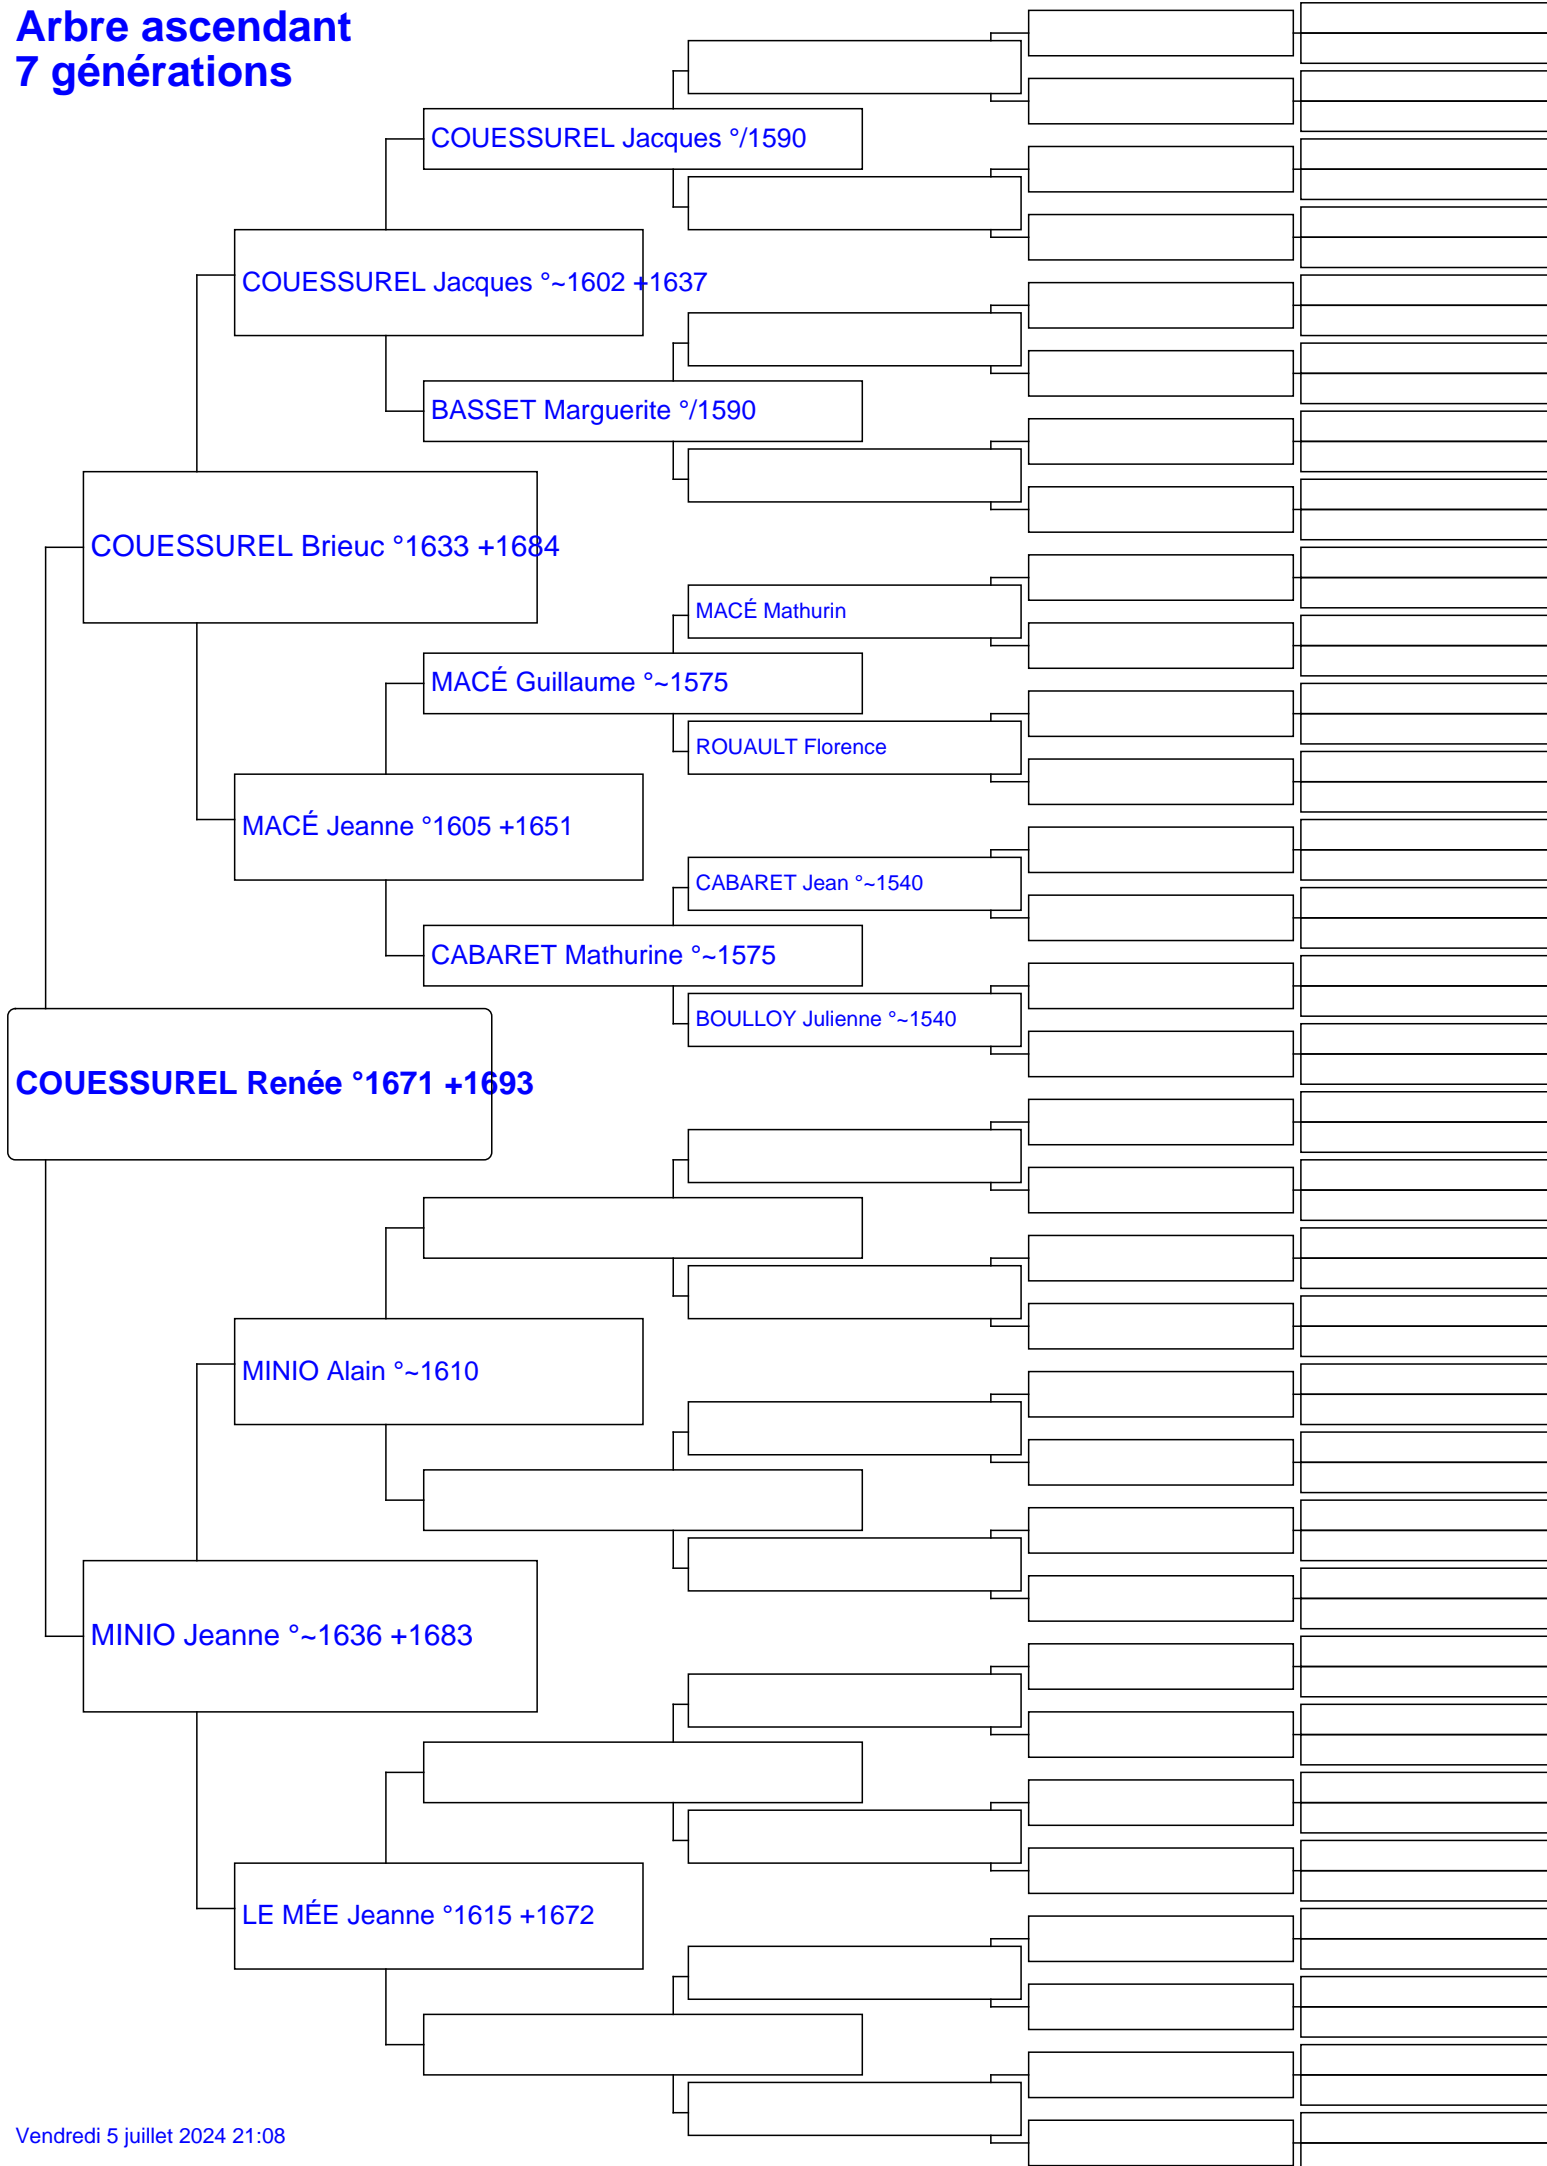 Arbre ascendant
7 générations
COUESSUREL Jacques °/1590
COUESSUREL Jacques °~1602 +1637
BASSET Marguerite °/1590
COUESSUREL Brieuc °1633 +1684
MACÉ Mathurin
MACÉ Guillaume °~1575
ROUAULT Florence
MACÉ Jeanne °1605 +1651
CABARET Jean °~1540
CABARET Mathurine °~1575
BOULLOY Julienne °~1540
COUESSUREL Renée °1671 +1693
MINIO Alain °~1610
MINIO Jeanne °~1636 +1683
LE MÉE Jeanne °1615 +1672
Vendredi 5 juillet 2024 21:08